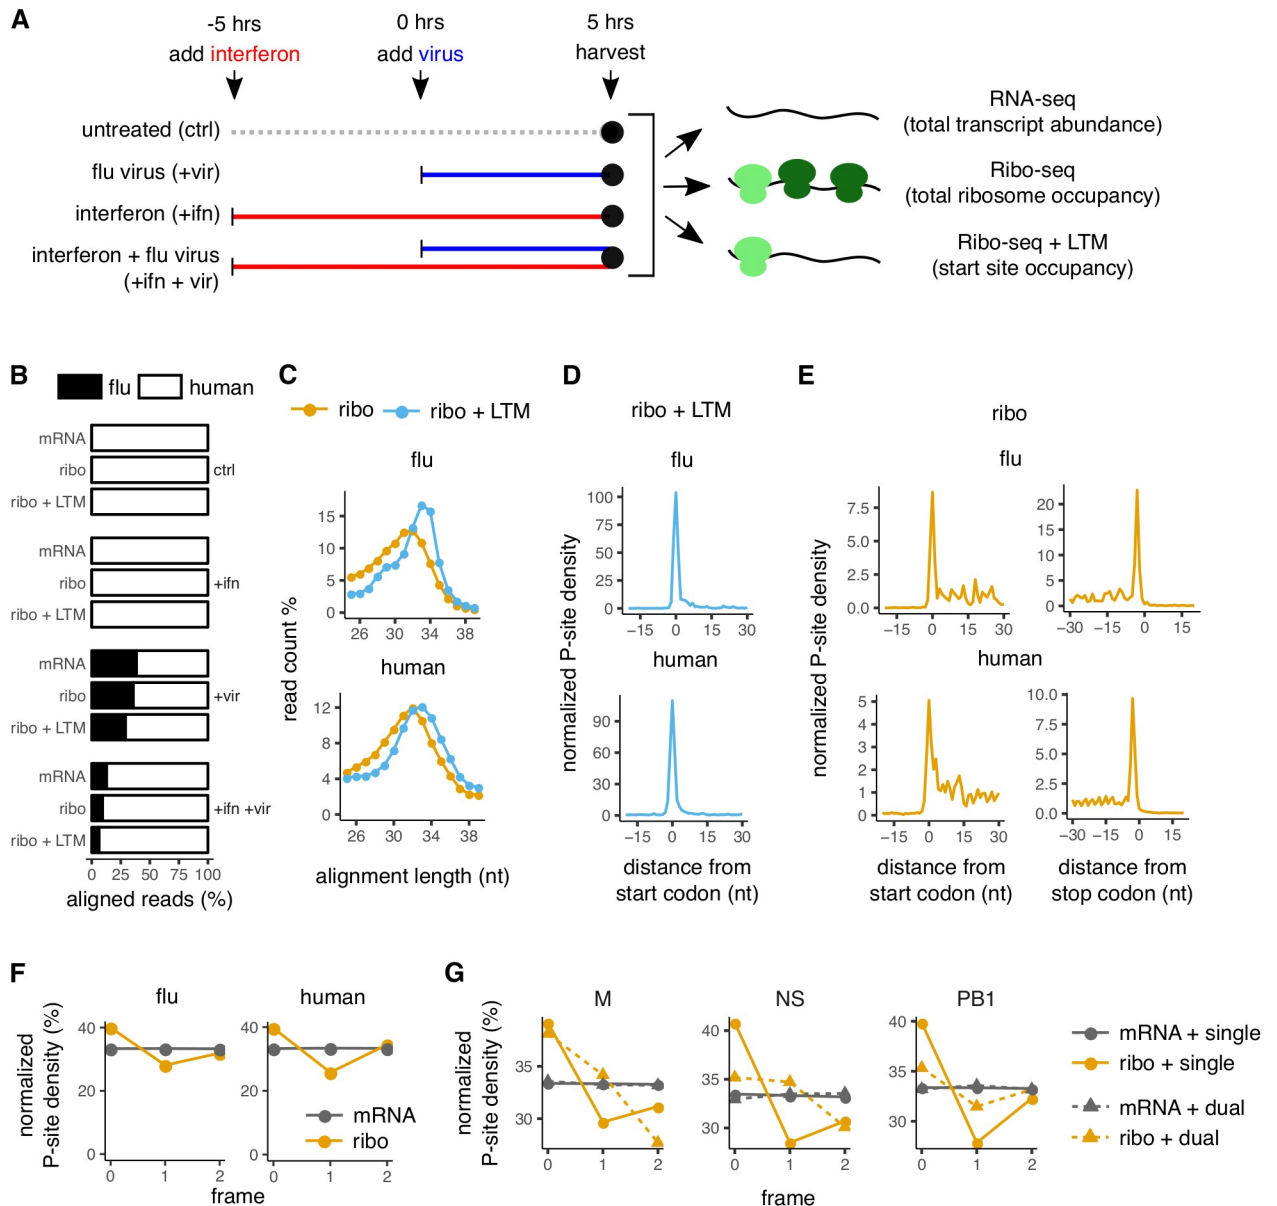 A
-5 hrs
add interferon
0 hrs
add virus
5 hrs
harvest
untreated (ctrl)
flu virus (+vir)
interferon (+ifn)
interferon + flu virus
(+ifn + vir)
RNA-seq
(total transcript abundance)
Ribo-seq
(total ribosome occupancy)
Ribo-seq + LTM
(start site occupancy)
B
flu
human
mRNA
ribo
ctrl
ribo + LTM
mRNA
ribo
+ifn
ribo + LTM
mRNA
ribo
+vir
ribo + LTM
mRNA
ribo
+ifn +vir
ribo + LTM
0 25 50 75 100
aligned reads (%)
C
ribo
ribo + LTM
flu
15
10
5
0
26 30 34 38
human
12
8
4
0
26 30 34 38
read count %
alignment length (nt)
D
ribo + LTM
flu
100
75
50
25
0
−15 0 15 30
human
90
60
30
0
−15 0 15 30
normalized P-site density
distance from
start codon (nt)
E
ribo
flu
7.5
5.0
2.5
0.0
−15 0 15 30
20
15
10
5
0
−30 −15 0 15
human
5
4
3
2
1
0
−15 0 15 30
10.0
7.5
5.0
2.5
0.0
−30 −15 0 15
normalized P-site density
distance from
start codon (nt)
distance from
stop codon (nt)
F
flu
human
normalized
P-site density (%)
40
20
0
0 1 2
40
20
0
0 1 2
mRNA
ribo
frame
G
M
NS
PB1
normalized
P-site density (%)
35
30
0 1 2
40
35
30
0 1 2
40
35
30
0 1 2
frame
mRNA + single
ribo + single
mRNA + dual
ribo + dual